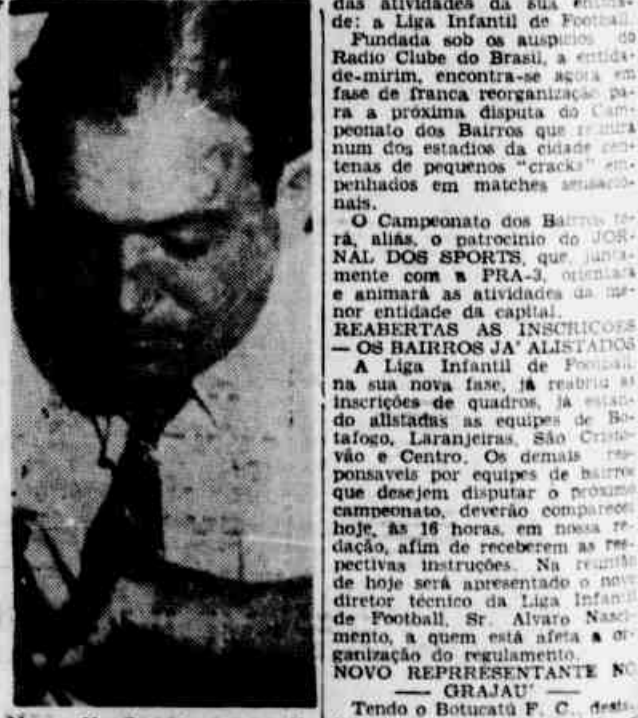 das atividades da sua entida-
de: a Liga Infantil de Football.
Fundada sob os auspicios do
Radio Clube do Brasil, a entida-
de-mirim, encontra-se agora em
fase de franca reorganização pa-
ra a próxima disputa do Cam-
peonato dos Bairros que reunirá
num dos estadios da cidade cen-
tenas de pequenos "cracks" em-
penhados em matches sensacio-
nais.
O Campeonato dos Bairros te-
rá, aliás, o patrocinio do JOR-
NAL DOS SPORTS, que, junta-
mente com a PRA-3, orientará
e animará as atividades da me-
nor entidade da capital.
REABERTAS AS INSCRIÇÕES
— OS BAIRROS JA' ALISTADOS
A Liga Infantil de Football,
na sua nova fase, já reabriu as
inscrições de quadros, já estan-
do alistadas as equipes de Bo-
tafogo, Laranjeiras, São Cristo-
vão e Centro. Os demais res-
ponsaveis por equipes de bairros
que desejem disputar o próximo
campeonato, deverão comparecer
hoje, às 16 horas, em nossa re-
dação, afim de receberem as res-
pectivas instruções. Na reunião
de hoje será apresentado o novo
diretor técnico da Liga Infantil
de Football, Sr. Alvaro Nasci-
mento, a quem está afeta a or-
ganização do regulamento.
NOVO REPRRESENTANTE NO
— GRAJAU' —
Tendo o Botucatú F. C., desis-